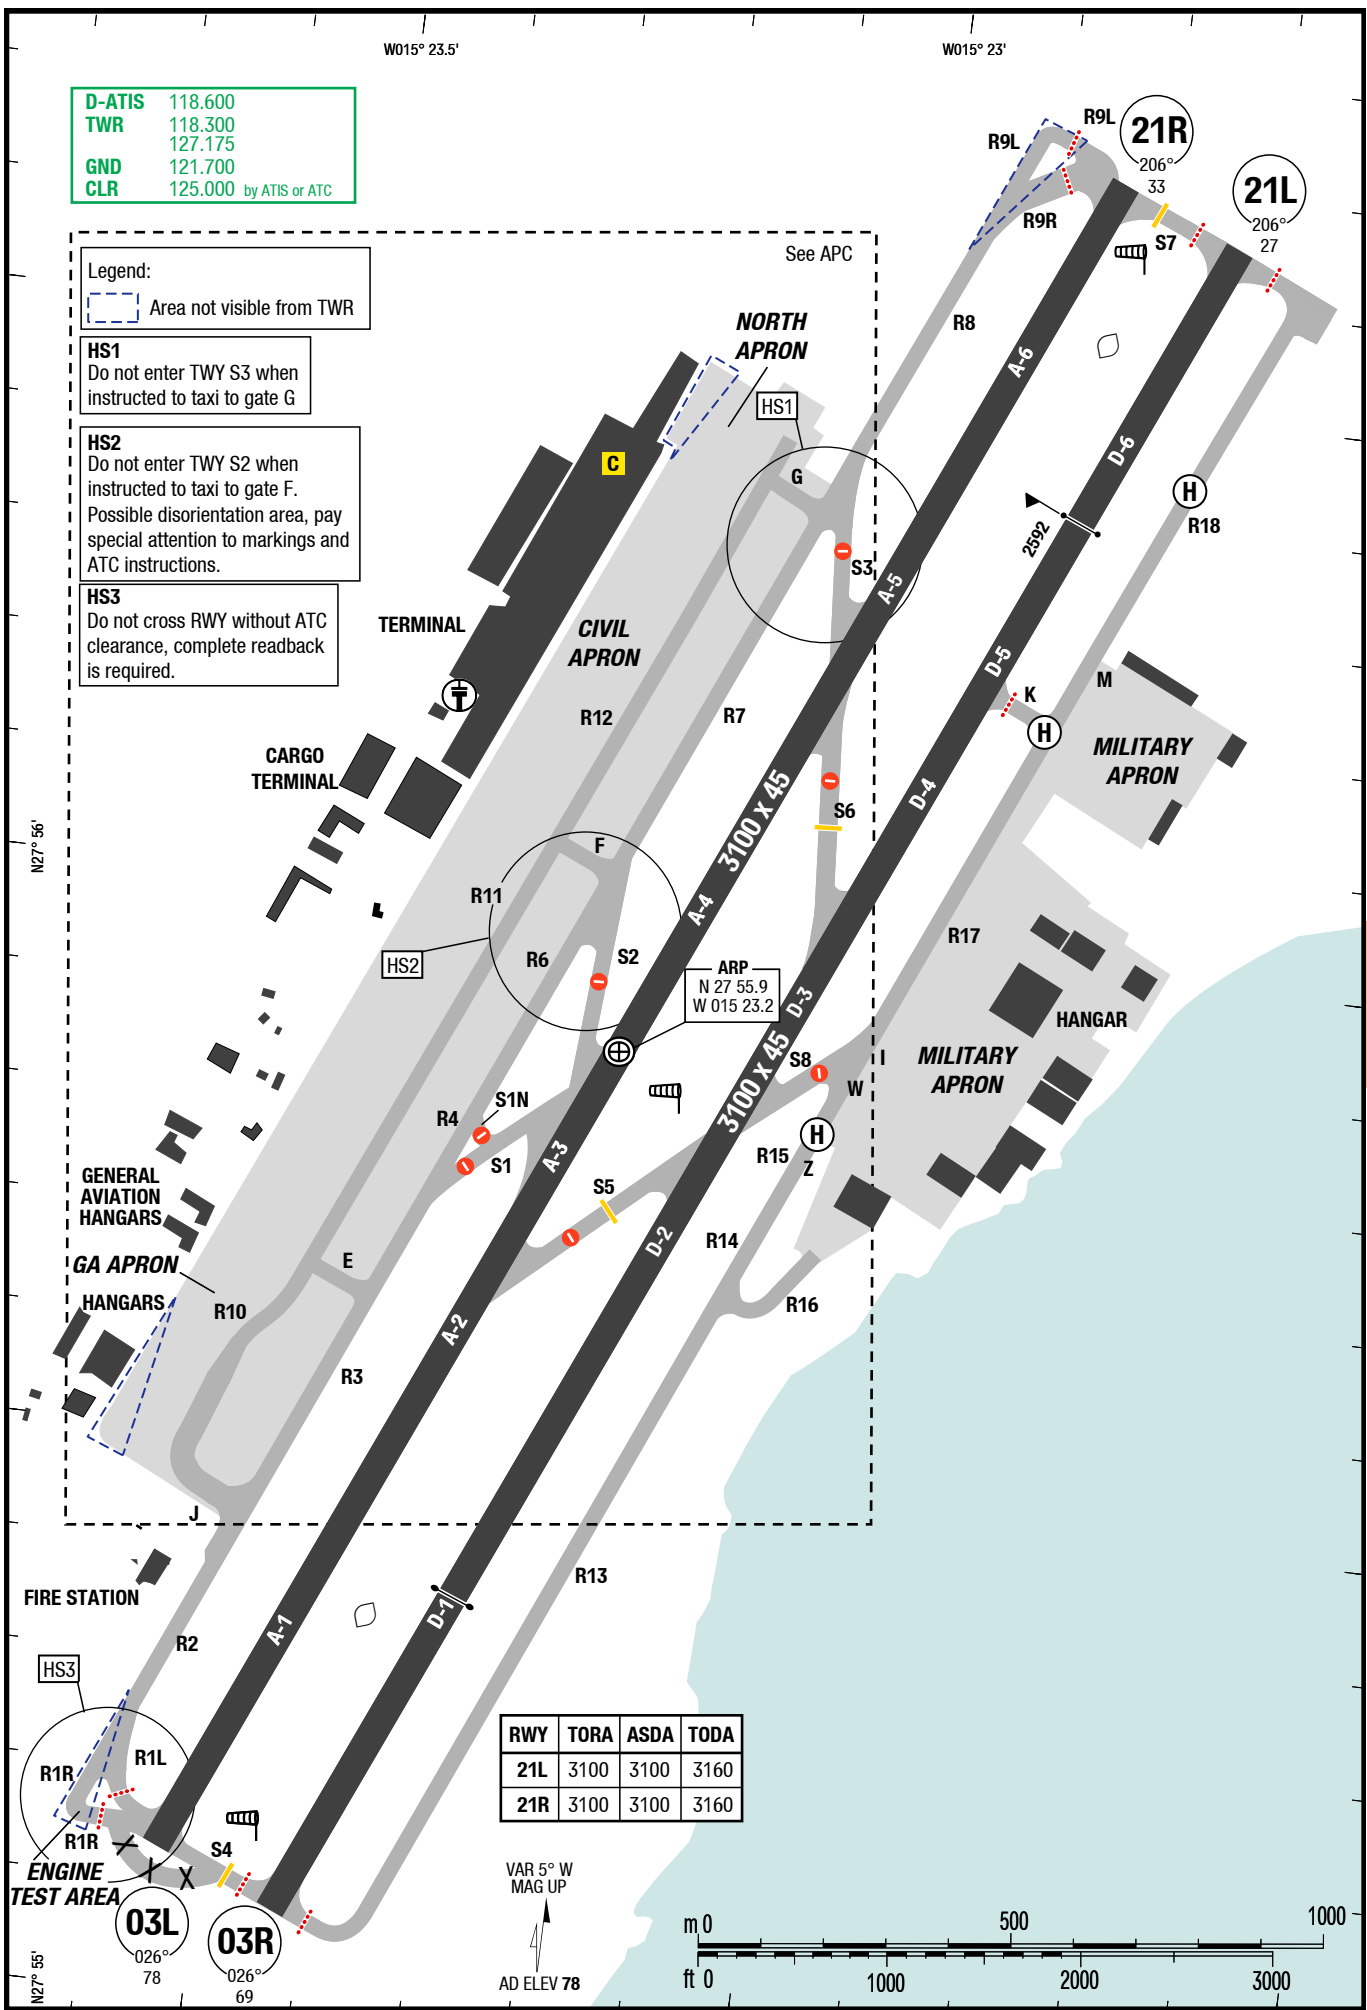 W015° 23.5'
W015° 23'
D-ATIS 118.600
TWR 118.300
127.175
GND 121.700
CLR 125.000 by ATIS or ATC
R9L
R9L
21R
206°
33
21L
206°
27
R9R
S7
See APC
Legend:
Area not visible from TWR
HS1
Do not enter TWY S3 when
instructed to taxi to gate G
HS2
Do not enter TWY S2 when
instructed to taxi to gate F.
Possible disorientation area, pay
special attention to markings and
ATC instructions.
HS3
Do not cross RWY without ATC
clearance, complete readback
is required.
NORTH
APRON
R8
A-6
HS1
C
G
D-6
H
R18
2592
S3
A-5
TERMINAL
CIVIL
APRON
D-5
M
K
R12
R7
H
MILITARY
APRON
CARGO
TERMINAL
3100 x 45
D-4
S6
N27° 56'
F
R11
A-4
R17
HS2
R6
S2
ARP
N 27 55.9
W 015 23.2
D-3
HANGAR
3100 x 45
S8
I
MILITARY
APRON
W
S1N
R4
H
A-3
S1
R15
Z
GENERAL
AVIATION
HANGARS
S5
D-2
R14
E
GA APRON
HANGARS
R10
R16
A-2
R3
J
FIRE STATION
R13
A-1
D-1
R2
HS3
RWY TORA ASDA TODA
21L 3100 3100 3160
21R 3100 3100 3160
R1L
R1R
R1R
S4
ENGINE
TEST AREA
03L
026°
78
03R
026°
69
VAR 5° W
MAG UP
AD ELEV 78
m 0 500 1000
ft 0 1000 2000 3000
N27° 55'